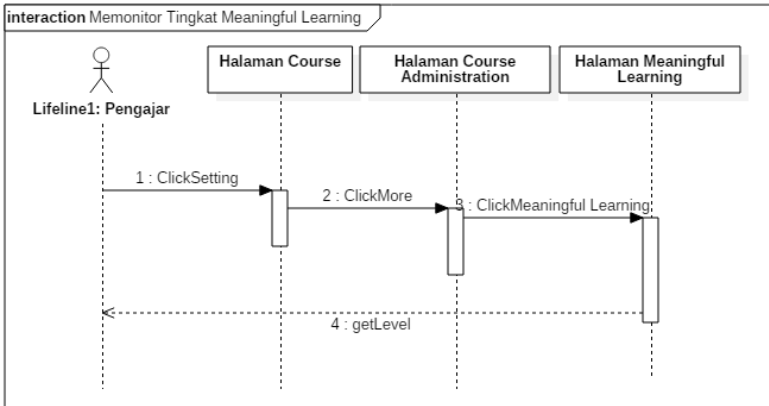 interaction Memonitor Tingkat Meaningful Learning
Halaman Course
Halaman Course
Administration
Halaman Meaningful
Learning
Lifeline1: Pengajar
1 : ClickSetting
2 : ClickMore
3 : ClickMeaningful Learning
4 : getLevel